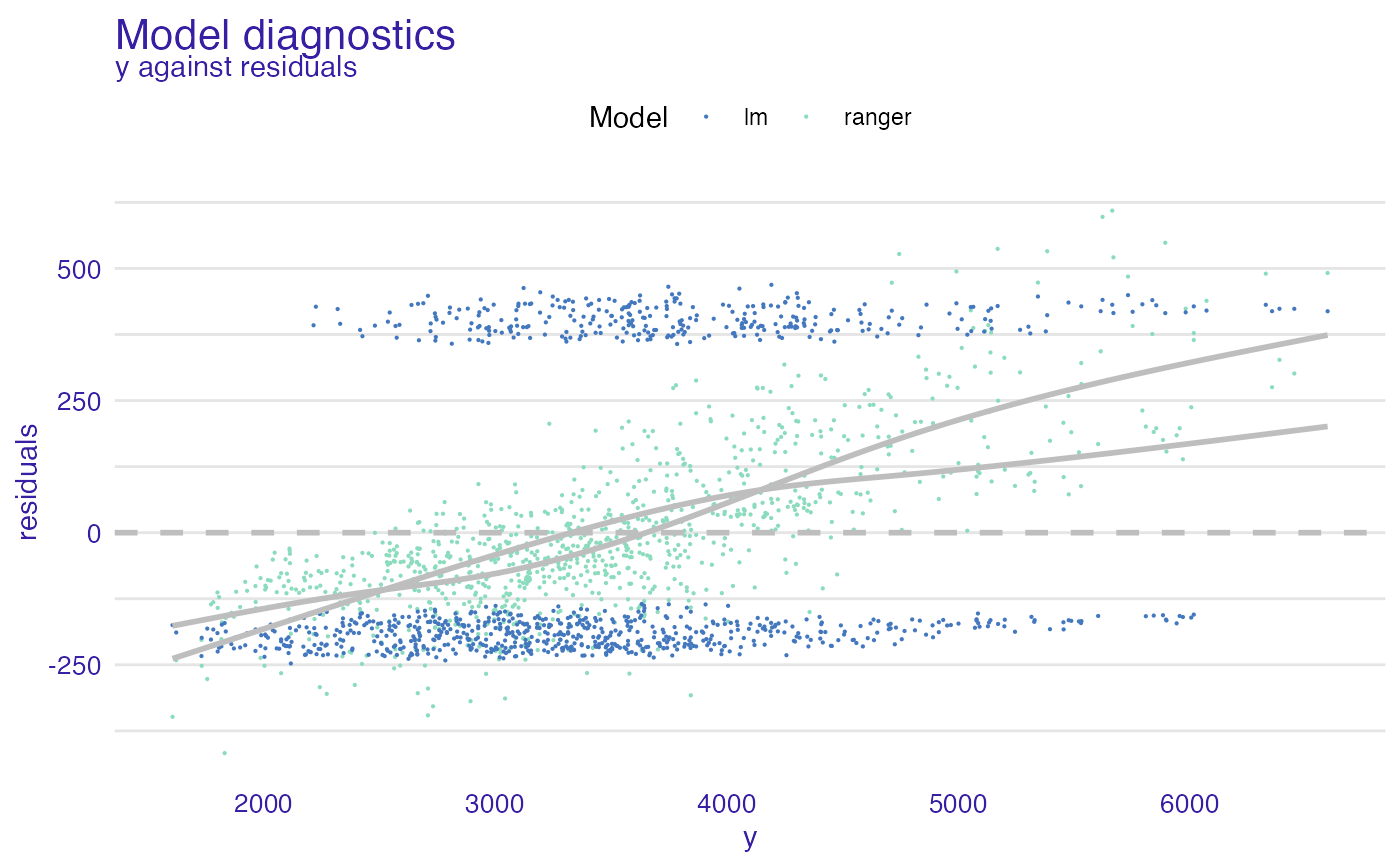 Model diagnostics
y against residuals
Model lm ranger
residuals
500
250
0
-250
2000 3000 4000 5000 6000
y